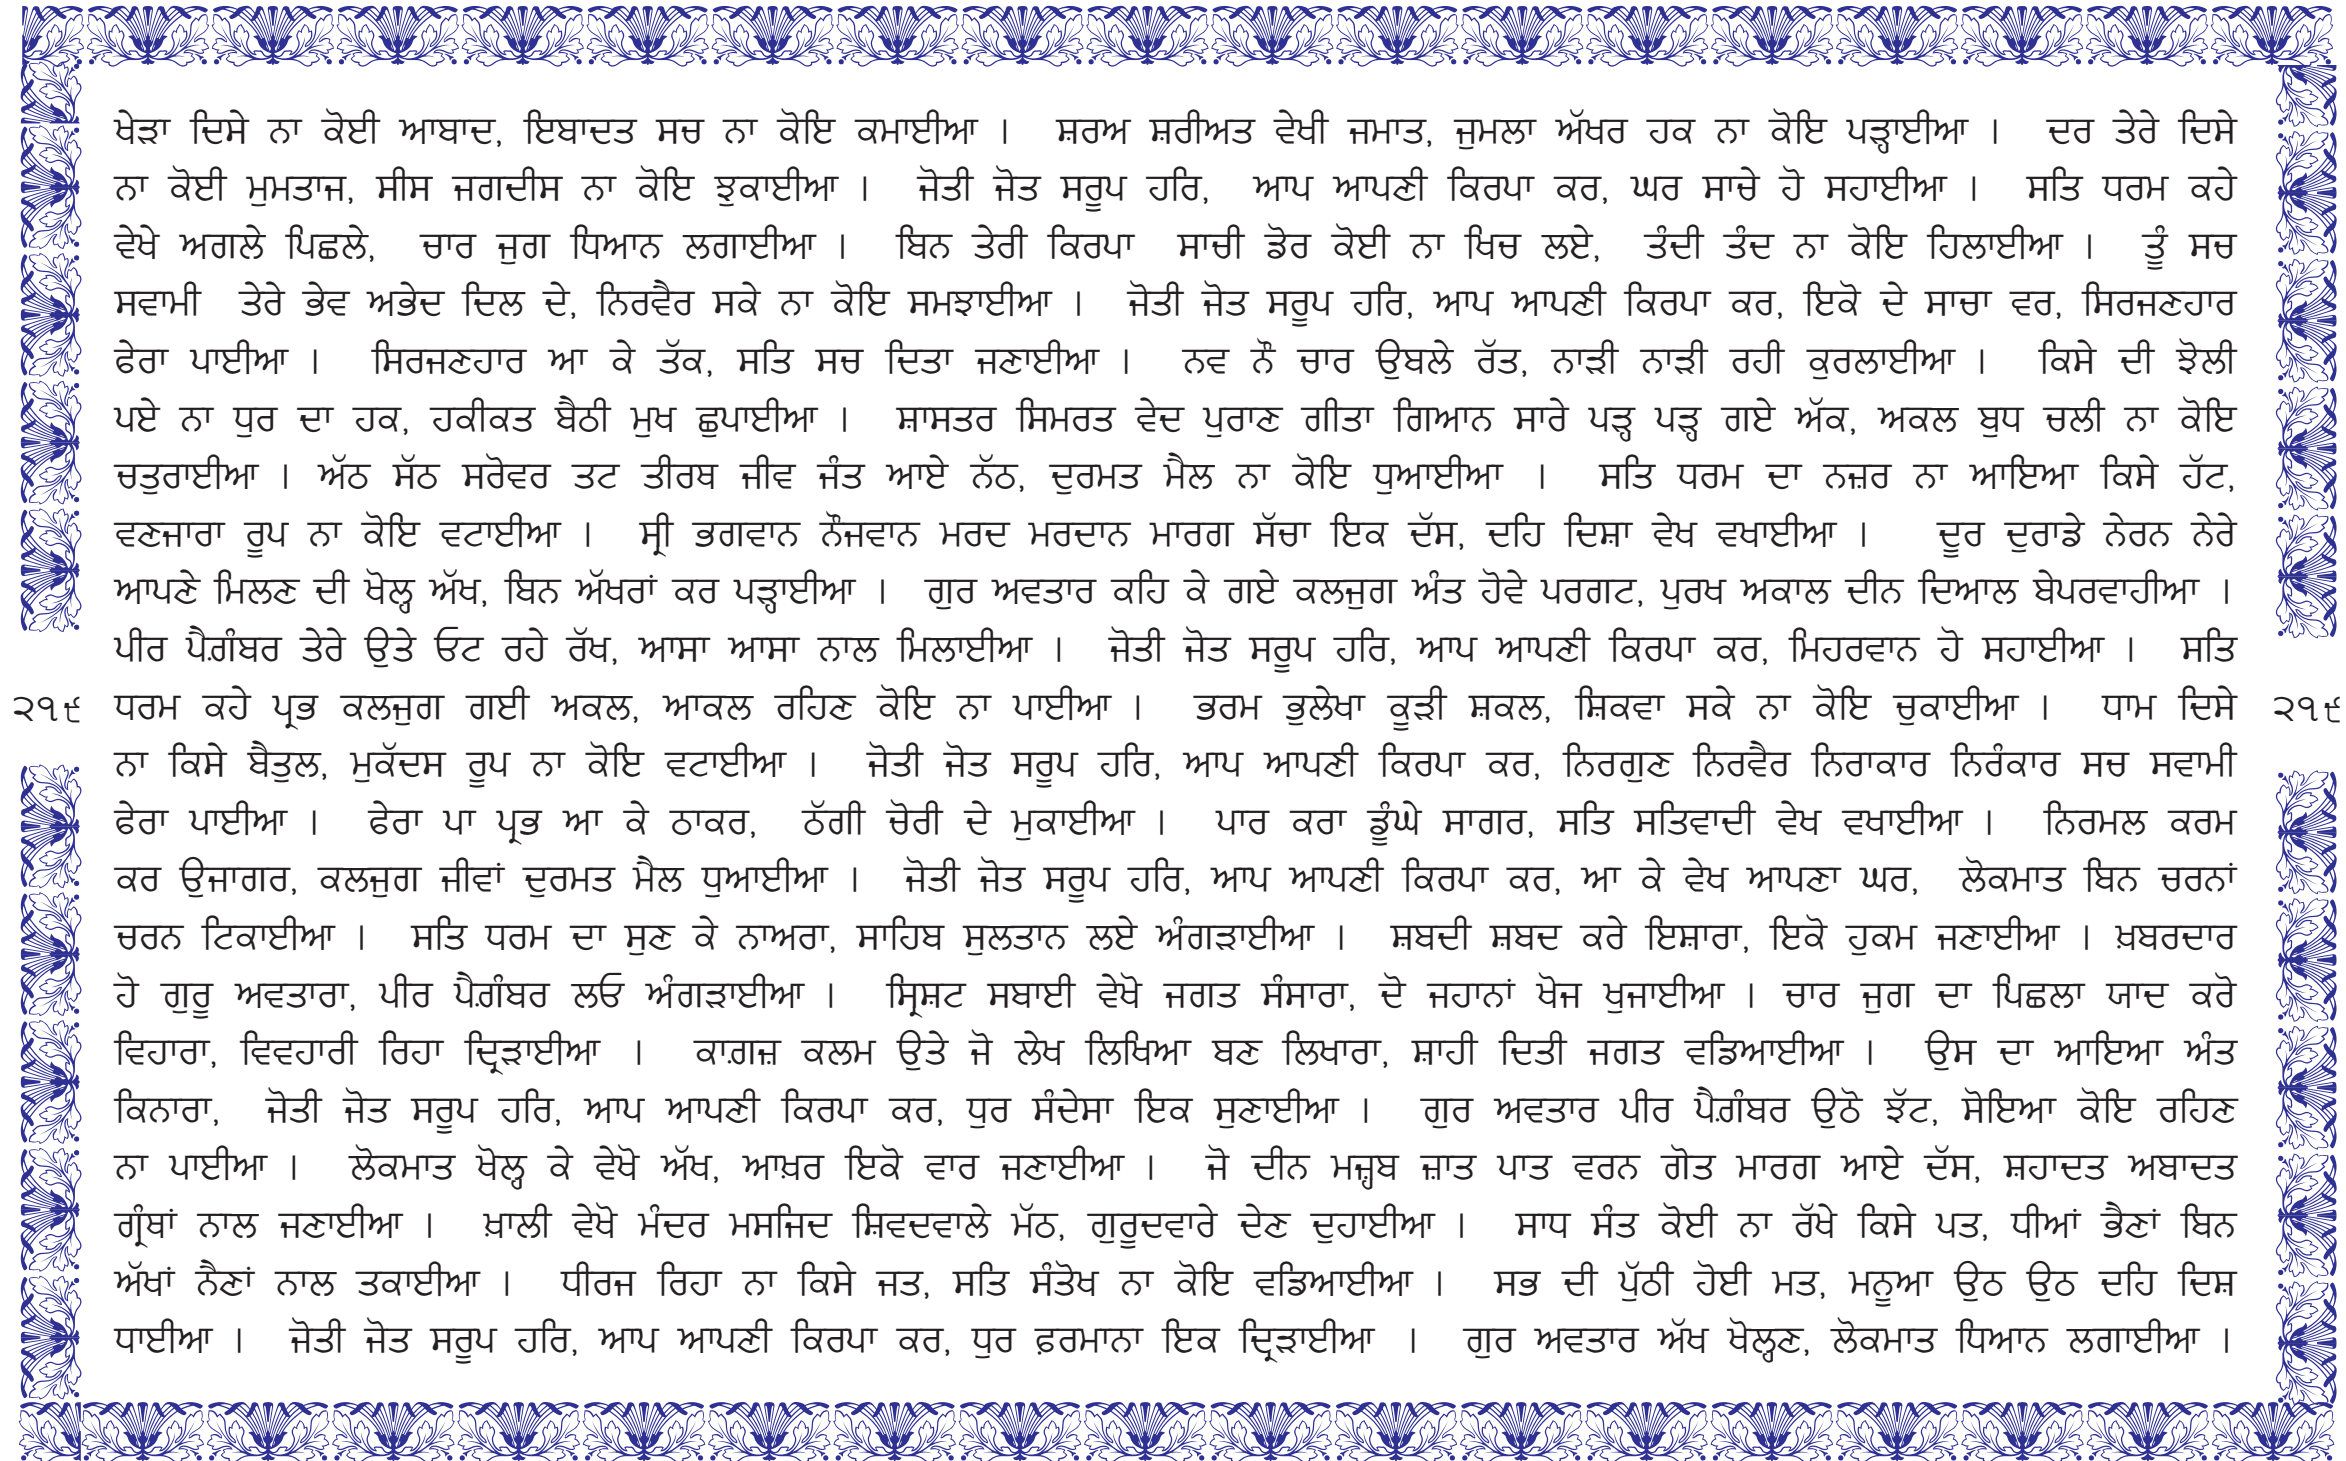 ਖੇੜਾ ਦਿਸੇ ਨਾ ਕੋਈ ਆਬਾਦ, ਇਬਾਦਤ ਸਚ ਨਾ ਕੋਇ ਕਮਾਈਆ । ਸ਼ਰਅ ਸ਼ਰੀਅਤ ਵੇਖੀ ਜਮਾਤ, ਜੁਮਲਾ ਅੱਖਰ ਹਕ ਨਾ ਕੋਇ ਪੜ੍ਹਾਈਆ । ਦਰ ਤੇਰੇ ਦਿਸੇ
ਨਾ ਕੋਈ ਮੁਮਤਾਜ, ਸੀਸ ਜਗਦੀਸ ਨਾ ਕੋਇ ਝੁਕਾਈਆ । ਜੋਤੀ ਜੋਤ ਸਰੂਪ ਹਰਿ, ਆਪ ਆਪਣੀ ਕਿਰਪਾ ਕਰ, ਘਰ ਸਾਚੇ ਹੋ ਸਹਾਈਆ । ਸਤਿ ਧਰਮ ਕਹੇ
ਵੇਖੇ ਅਗਲੇ ਪਿਛਲੇ, ਚਾਰ ਜੁਗ ਧਿਆਨ ਲਗਾਈਆ । ਬਿਨ ਤੇਰੀ ਕਿਰਪਾ ਸਾਚੀ ਡੋਰ ਕੋਈ ਨਾ ਖਿਚ ਲਏ, ਤੰਦੀ ਤੰਦ ਨਾ ਕੋਇ ਹਿਲਾਈਆ । ਤੂੰ ਸਚ
ਸਵਾਮੀ ਤੇਰੇ ਭੇਵ ਅਭੇਦ ਦਿਲ ਦੇ, ਨਿਰਵੈਰ ਸਕੇ ਨਾ ਕੋਇ ਸਮਝਾਈਆ । ਜੋਤੀ ਜੋਤ ਸਰੂਪ ਹਰਿ, ਆਪ ਆਪਣੀ ਕਿਰਪਾ ਕਰ, ਇਕੋ ਦੇ ਸਾਚਾ ਵਰ, ਸਿਰਜਣਹਾਰ
ਫੇਰਾ ਪਾਈਆ । ਸਿਰਜਣਹਾਰ ਆ ਕੇ ਤੱਕ, ਸਤਿ ਸਚ ਦਿਤਾ ਜਣਾਈਆ । ਨਵ ਨੌ ਚਾਰ ਉਬਲੇ ਰੱਤ, ਨਾੜੀ ਨਾੜੀ ਰਹੀ ਕੁਰਲਾਈਆ । ਕਿਸੇ ਦੀ ਝੋਲੀ
ਪਏ ਨਾ ਧੁਰ ਦਾ ਹਕ, ਹਕੀਕਤ ਬੈਠੀ ਮੁਖ ਛੁਪਾਈਆ । ਸ਼ਾਸਤਰ ਸਿਮਰਤ ਵੇਦ ਪੁਰਾਣ ਗੀਤਾ ਗਿਆਨ ਸਾਰੇ ਪੜ੍ਹ ਪੜ੍ਹ ਗਏ ਅੱਕ, ਅਕਲ ਬੁਧ ਚਲੀ ਨਾ ਕੋਇ
ਚਤੁਰਾਈਆ । ਅੱਠ ਸੱਠ ਸਰੋਵਰ ਤਟ ਤੀਰਥ ਜੀਵ ਜੰਤ ਆਏ ਨੱਠ, ਦੁਰਮਤ ਮੈਲ ਨਾ ਕੋਇ ਧੁਆਈਆ । ਸਤਿ ਧਰਮ ਦਾ ਨਜ਼ਰ ਨਾ ਆਇਆ ਕਿਸੇ ਹੱਟ,
ਵਣਜਾਰਾ ਰੂਪ ਨਾ ਕੋਇ ਵਟਾਈਆ । ਸ੍ਰੀ ਭਗਵਾਨ ਨੌਜਵਾਨ ਮਰਦ ਮਰਦਾਨ ਮਾਰਗ ਸੱਚਾ ਇਕ ਦੱਸ, ਦਹਿ ਦਿਸ਼ਾ ਵੇਖ ਵਖਾਈਆ । ਦੂਰ ਦੁਰਾਡੇ ਨੇਰਨ ਨੇਰੇ
ਆਪਣੇ ਮਿਲਣ ਦੀ ਖੋਲ੍ਹ ਅੱਖ, ਬਿਨ ਅੱਖਰਾਂ ਕਰ ਪੜ੍ਹਾਈਆ । ਗੁਰ ਅਵਤਾਰ ਕਹਿ ਕੇ ਗਏ ਕਲਜੁਗ ਅੰਤ ਹੋਵੇ ਪਰਗਟ, ਪੁਰਖ ਅਕਾਲ ਦੀਨ ਦਿਆਲ ਬੇਪਰਵਾਹੀਆ ।
ਪੀਰ ਪੈਗ਼ੰਬਰ ਤੇਰੇ ਉਤੇ ਓਟ ਰਹੇ ਰੱਖ, ਆਸਾ ਆਸਾ ਨਾਲ ਮਿਲਾਈਆ । ਜੋਤੀ ਜੋਤ ਸਰੂਪ ਹਰਿ, ਆਪ ਆਪਣੀ ਕਿਰਪਾ ਕਰ, ਮਿਹਰਵਾਨ ਹੋ ਸਹਾਈਆ । ਸਤਿ
੨੧੯ ਧਰਮ ਕਹੇ ਪ੍ਰਭ ਕਲਜੁਗ ਗਈ ਅਕਲ, ਆਕਲ ਰਹਿਣ ਕੋਇ ਨਾ ਪਾਈਆ । ਭਰਮ ਭੁਲੇਖਾ ਕੂੜੀ ਸ਼ਕਲ, ਸ਼ਿਕਵਾ ਸਕੇ ਨਾ ਕੋਇ ਚੁਕਾਈਆ । ਧਾਮ ਦਿਸੇ ੨੧੯
ਨਾ ਕਿਸੇ ਬੈਤੁਲ, ਮੁਕੱਦਸ ਰੂਪ ਨਾ ਕੋਇ ਵਟਾਈਆ । ਜੋਤੀ ਜੋਤ ਸਰੂਪ ਹਰਿ, ਆਪ ਆਪਣੀ ਕਿਰਪਾ ਕਰ, ਨਿਰਗੁਣ ਨਿਰਵੈਰ ਨਿਰਾਕਾਰ ਨਿਰੰਕਾਰ ਸਚ ਸਵਾਮੀ
ਫੇਰਾ ਪਾਈਆ । ਫੇਰਾ ਪਾ ਪ੍ਰਭ ਆ ਕੇ ਠਾਕਰ, ਠੱਗੀ ਚੋਰੀ ਦੇ ਮੁਕਾਈਆ । ਪਾਰ ਕਰਾ ਡੂੰਘੇ ਸਾਗਰ, ਸਤਿ ਸਤਿਵਾਦੀ ਵੇਖ ਵਖਾਈਆ । ਨਿਰਮਲ ਕਰਮ
ਕਰ ਉਜਾਗਰ, ਕਲਜੁਗ ਜੀਵਾਂ ਦੁਰਮਤ ਮੈਲ ਧੁਆਈਆ । ਜੋਤੀ ਜੋਤ ਸਰੂਪ ਹਰਿ, ਆਪ ਆਪਣੀ ਕਿਰਪਾ ਕਰ, ਆ ਕੇ ਵੇਖ ਆਪਣਾ ਘਰ, ਲੋਕਮਾਤ ਬਿਨ ਚਰਨਾਂ
ਚਰਨ ਟਿਕਾਈਆ । ਸਤਿ ਧਰਮ ਦਾ ਸੁਣ ਕੇ ਨਾਅਰਾ, ਸਾਹਿਬ ਸੁਲਤਾਨ ਲਏ ਅੰਗੜਾਈਆ । ਸ਼ਬਦੀ ਸ਼ਬਦ ਕਰੇ ਇਸ਼ਾਰਾ, ਇਕੋ ਹੁਕਮ ਜਣਾਈਆ । ਖ਼ਬਰਦਾਰ
ਹੋ ਗੁਰੂ ਅਵਤਾਰਾ, ਪੀਰ ਪੈਗ਼ੰਬਰ ਲਓ ਅੰਗੜਾਈਆ । ਸ੍ਰਿਸ਼ਟ ਸਬਾਈ ਵੇਖੋ ਜਗਤ ਸੰਸਾਰਾ, ਦੋ ਜਹਾਨਾਂ ਖੋਜ ਖੁਜਾਈਆ । ਚਾਰ ਜੁਗ ਦਾ ਪਿਛਲਾ ਯਾਦ ਕਰੋ
ਵਿਹਾਰਾ, ਵਿਵਹਾਰੀ ਰਿਹਾ ਦ੍ਰਿੜਾਈਆ । ਕਾਗ਼ਜ਼ ਕਲਮ ਉਤੇ ਜੋ ਲੇਖ ਲਿਖਿਆ ਬਣ ਲਿਖਾਰਾ, ਸ਼ਾਹੀ ਦਿਤੀ ਜਗਤ ਵਡਿਆਈਆ । ਉਸ ਦਾ ਆਇਆ ਅੰਤ
ਕਿਨਾਰਾ, ਜੋਤੀ ਜੋਤ ਸਰੂਪ ਹਰਿ, ਆਪ ਆਪਣੀ ਕਿਰਪਾ ਕਰ, ਧੁਰ ਸੰਦੇਸਾ ਇਕ ਸੁਣਾਈਆ । ਗੁਰ ਅਵਤਾਰ ਪੀਰ ਪੈਗ਼ੰਬਰ ਉਠੋ ਝੱਟ, ਸੋਇਆ ਕੋਇ ਰਹਿਣ
ਨਾ ਪਾਈਆ । ਲੋਕਮਾਤ ਖੋਲ੍ਹ ਕੇ ਵੇਖੋ ਅੱਖ, ਆਖ਼ਰ ਇਕੋ ਵਾਰ ਜਣਾਈਆ । ਜੋ ਦੀਨ ਮਜ਼੍ਹਬ ਜ਼ਾਤ ਪਾਤ ਵਰਨ ਗੋਤ ਮਾਰਗ ਆਏ ਦੱਸ, ਸ਼ਹਾਦਤ ਅਬਾਦਤ
ਗ੍ਰੰਥਾਂ ਨਾਲ ਜਣਾਈਆ । ਖ਼ਾਲੀ ਵੇਖੋ ਮੰਦਰ ਮਸਜਿਦ ਸ਼ਿਵਦਵਾਲੇ ਮੱਠ, ਗੁਰੂਦਵਾਰੇ ਦੇਣ ਦੁਹਾਈਆ । ਸਾਧ ਸੰਤ ਕੋਈ ਨਾ ਰੱਖੇ ਕਿਸੇ ਪਤ, ਧੀਆਂ ਭੈਣਾਂ ਬਿਨ
ਅੱਖਾਂ ਨੈਣਾਂ ਨਾਲ ਤਕਾਈਆ । ਧੀਰਜ ਰਿਹਾ ਨਾ ਕਿਸੇ ਜਤ, ਸਤਿ ਸੰਤੋਖ ਨਾ ਕੋਇ ਵਡਿਆਈਆ । ਸਭ ਦੀ ਪੁੱਠੀ ਹੋਈ ਮਤ, ਮਨੂਆ ਉਠ ਉਠ ਦਹਿ ਦਿਸ਼
ਧਾਈਆ । ਜੋਤੀ ਜੋਤ ਸਰੂਪ ਹਰਿ, ਆਪ ਆਪਣੀ ਕਿਰਪਾ ਕਰ, ਧੁਰ ਫ਼ਰਮਾਨਾ ਇਕ ਦ੍ਰਿੜਾਈਆ । ਗੁਰ ਅਵਤਾਰ ਅੱਖ ਖੋਲ੍ਹਣ, ਲੋਕਮਾਤ ਧਿਆਨ ਲਗਾਈਆ ।